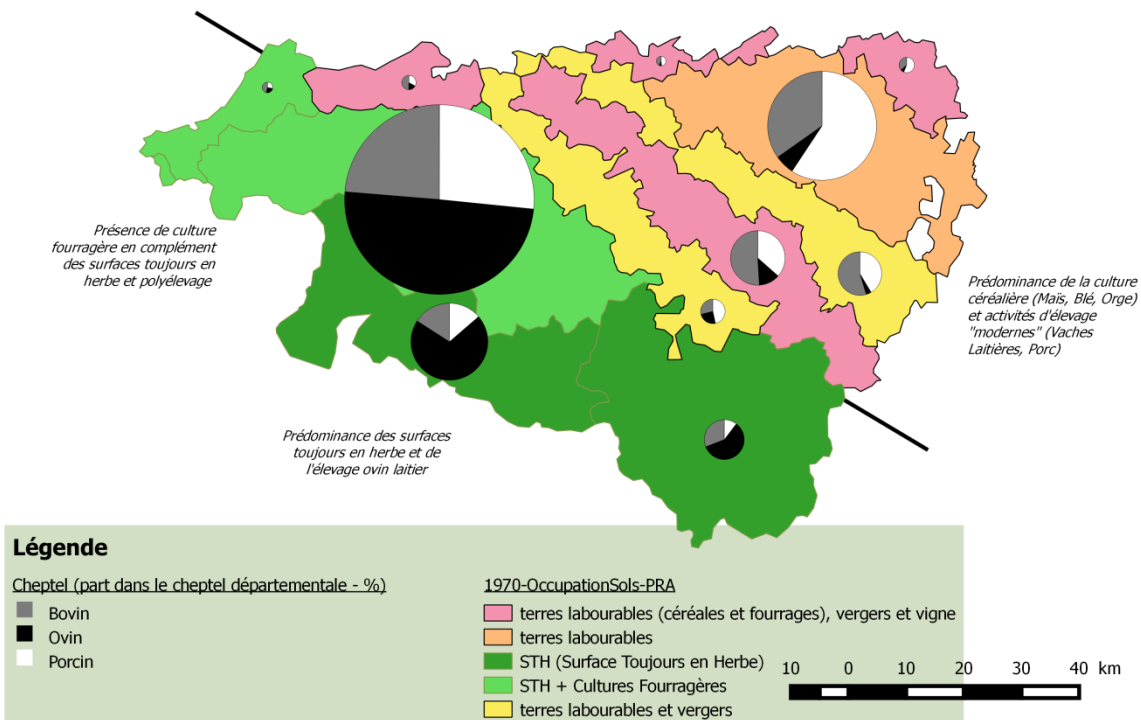 Présence de culture
fourragère en complément
des surfaces toujours en
herbe et polyélevage
Prédominance de la culture
céréalière (Maïs, Blé, Orge)
et activités d'élevage
"modernes" (Vaches
Laitières, Porc)
Prédominance des surfaces
toujours en herbe et de
l'élevage ovin laitier
Légende
Cheptel (part dans le cheptel départementale - %)
Bovin
Ovin
Porcin
1970-OccupationSols-PRA
terres labourables (céréales et fourrages), vergers et vigne
terres labourables
STH (Surface Toujours en Herbe)
STH + Cultures Fourragères
terres labourables et vergers
10 0 10 20 30 40 km